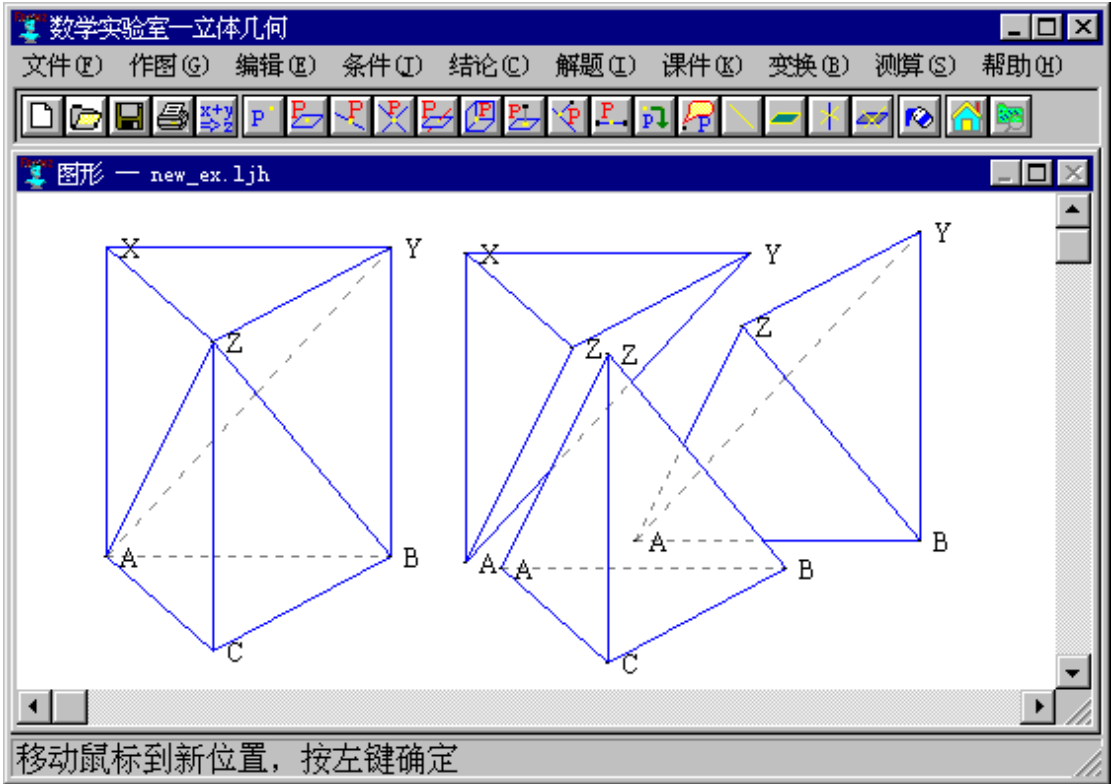 数学实验室—立体几何
文件(F) 作图(G) 编辑(E) 条件(J) 结论(C) 解题(I) 课件(K) 变换(B) 测算(S) 帮助(H)
x+y
z
P P P P P P P P P P P
图形 — new_ex.ljh
X Y X Y Y
Z Z Z Z
A B A A B A B
C C
移动鼠标到新位置, 按左键确定